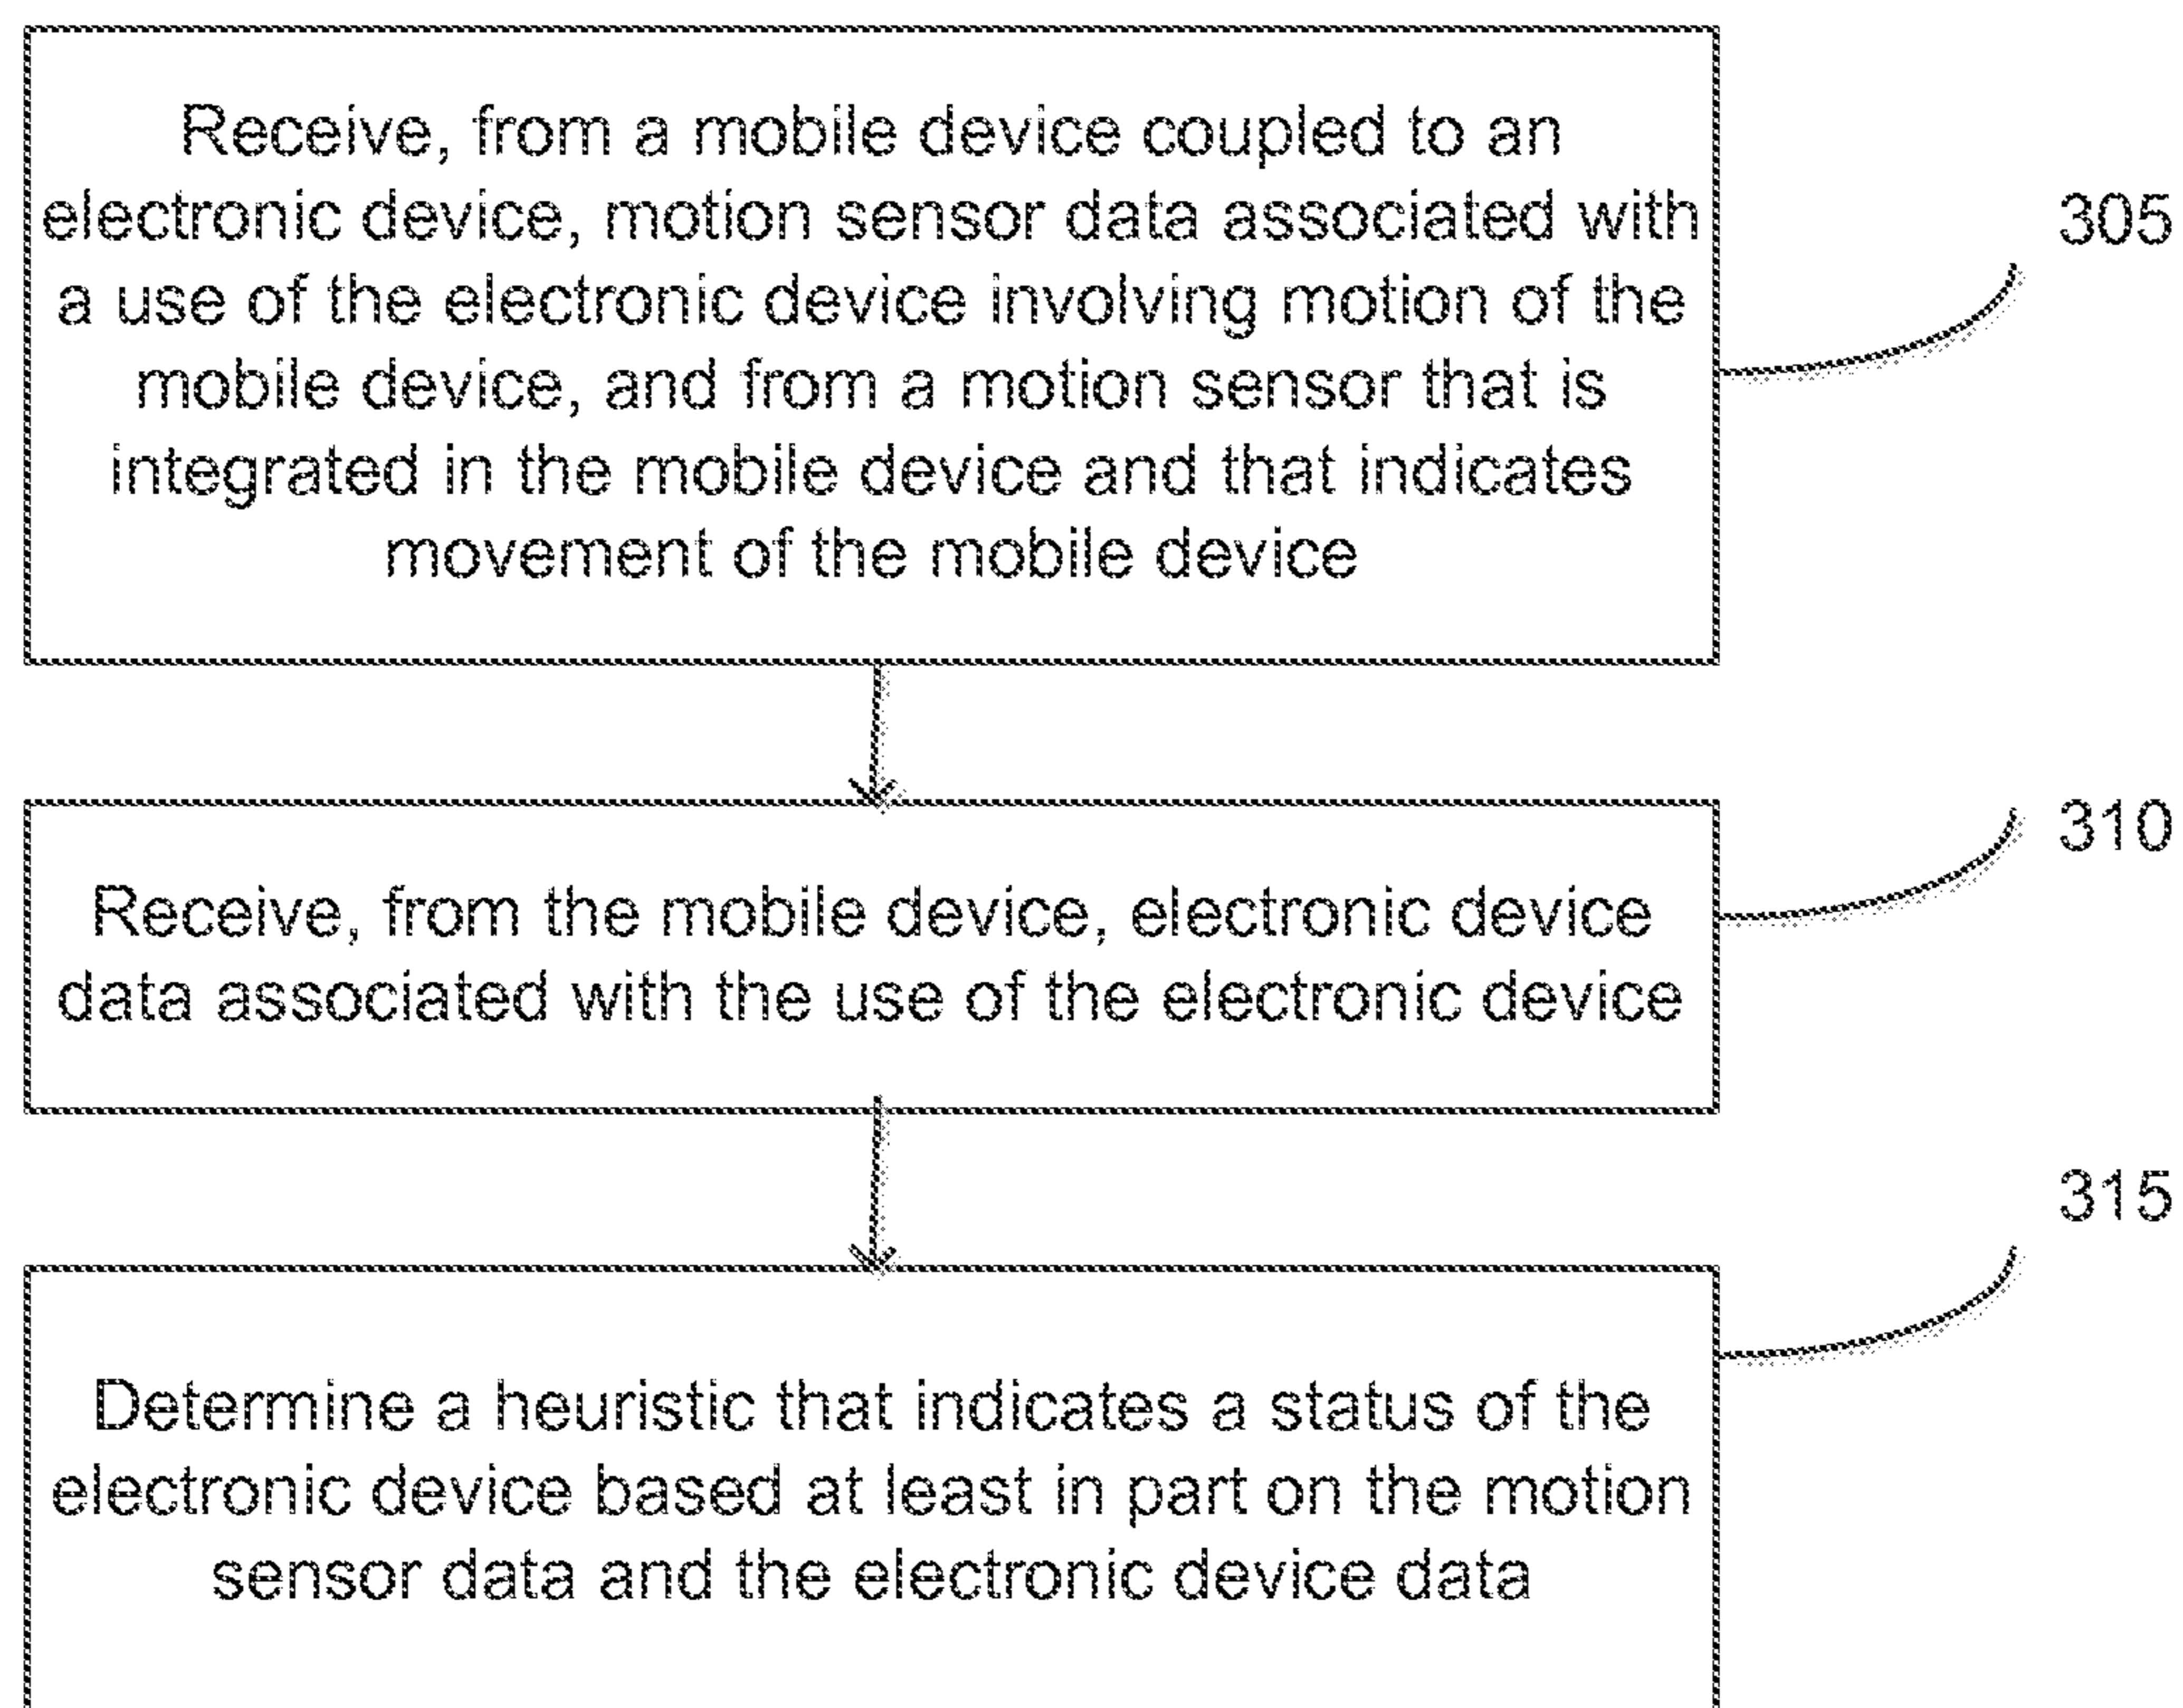 Receive, from a mobile device coupled to an
electronic device, motion sensor data associated with
a use of the electronic device involving motion of the
mobile device, and from a motion sensor that is
integrated in the mobile device and that indicates
movement of the mobile device
305
Receive, from the mobile device, electronic device
data associated with the use of the electronic device
310
Determine a heuristic that indicates a status of the
electronic device based at least in part on the motion
sensor data and the electronic device data
315